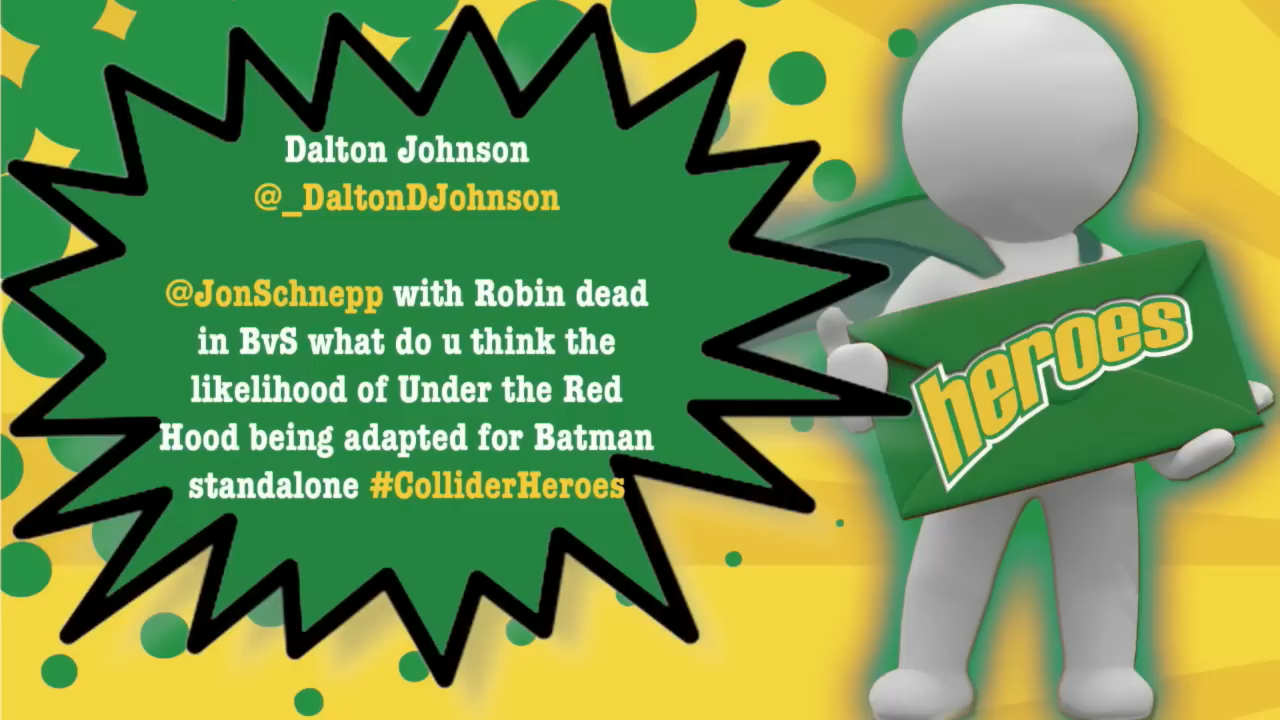 Dalton Johnson
@_DaltonDJohnson
@JonSchnepp with Robin dead
in BvS what do u think the
likelihood of Under the Red
Hood being adapted for Batman
standalone #ColliderHeroes
heroes